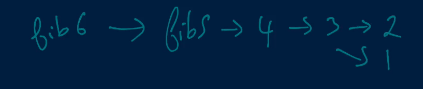 fib6 → fib5 → 4 → 3 → 2
↘ 1